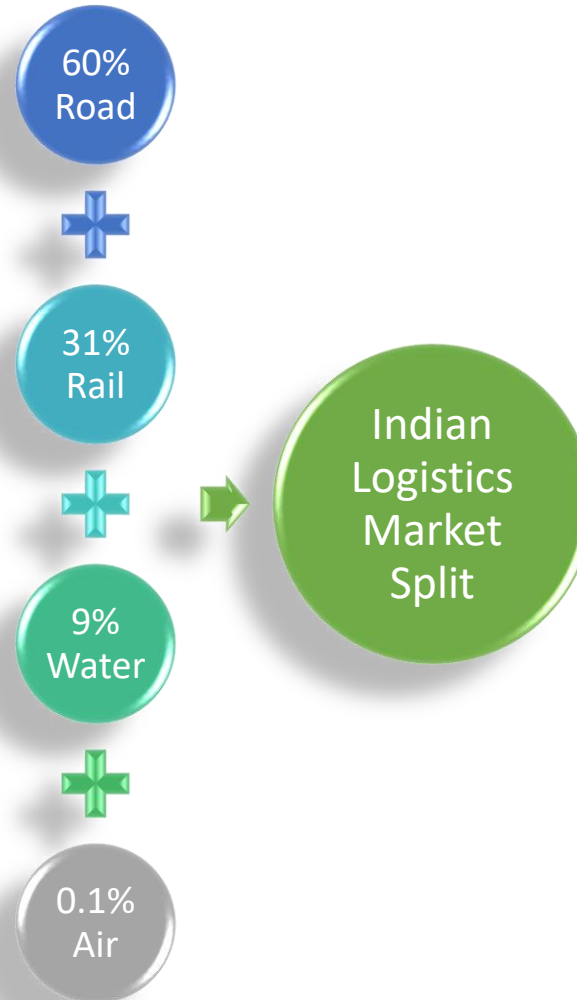 60%
Road
31%
Rail
9%
Water
0.1%
Air
Indian
Logistics
Market
Split